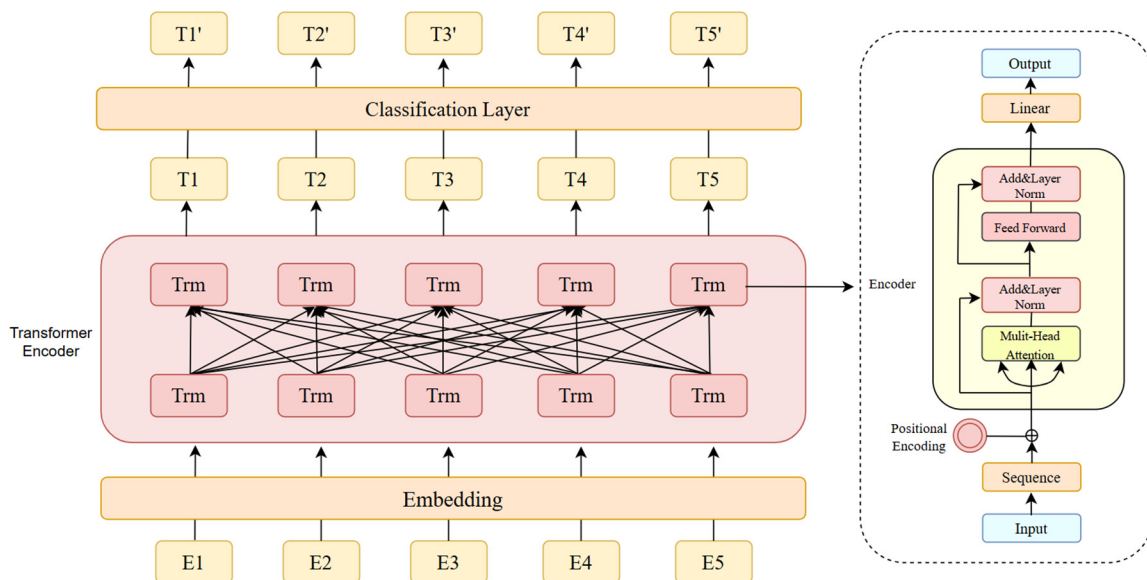 T1' T2' T3' T4' T5'
Classification Layer
T1 T2 T3 T4 T5
Trm Trm Trm Trm Trm
Transformer
Encoder
Trm Trm Trm Trm Trm
Embedding
E1 E2 E3 E4 E5
Output
Linear
Add&Layer
Norm
Feed Forward
Encoder
Add&Layer
Norm
Mulit-Head
Attention
Positional
Encoding
Sequence
Input